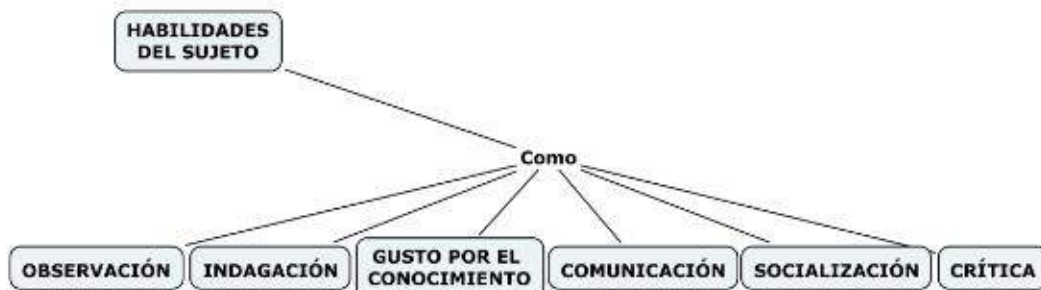 HABILIDADES
DEL SUJETO
Como
OBSERVACIÓN
INDAGACIÓN
GUSTO POR EL
CONOCIMIENTO
COMUNICACIÓN
SOCIALIZACIÓN
CRÍTICA